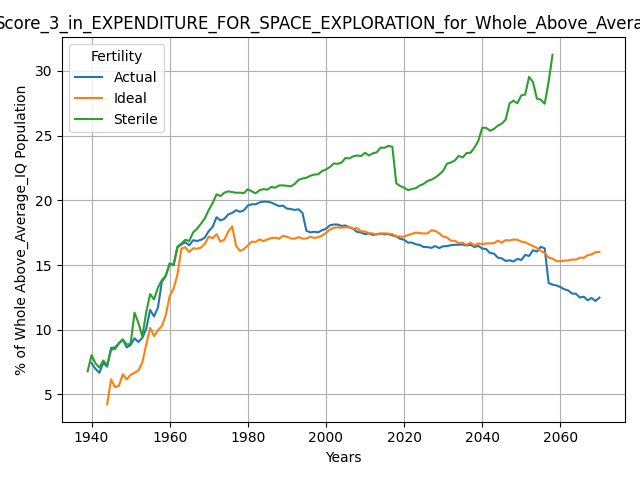 Score_3_in_EXPENDITURE_FOR_SPACE_EXPLORATION_for_Whole_Above_Avera
Fertility
Actual
Ideal
Sterile
% of Whole Above_Average_IQ Population
30
25
20
15
10
5
1940
1960
1980
2000
2020
2040
2060
Years